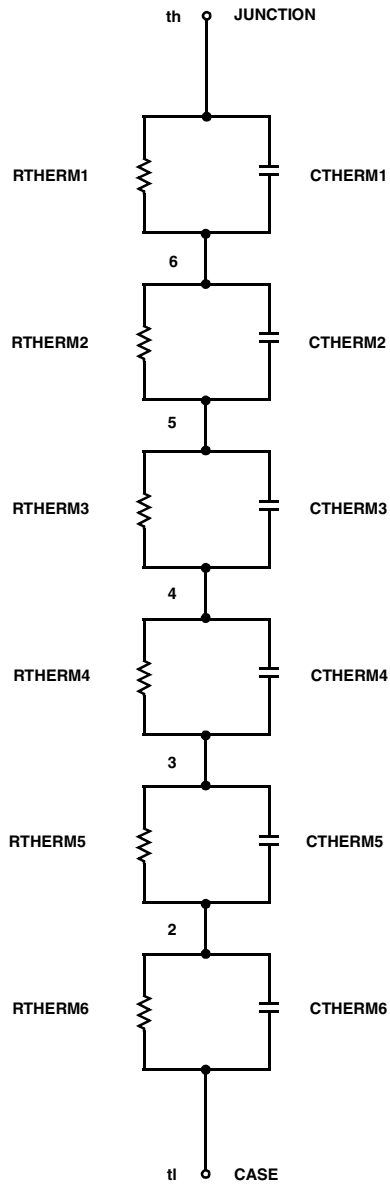 th JUNCTION
RTHERM1 CTHERM1
6
RTHERM2 CTHERM2
5
RTHERM3 CTHERM3
4
RTHERM4 CTHERM4
3
RTHERM5 CTHERM5
2
RTHERM6 CTHERM6
tl CASE